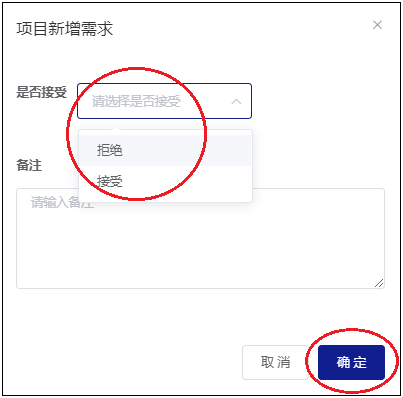 项目新增需求
是否接受 请选择是否接受
拒绝
备注
接受
请输入备注
取消 确定